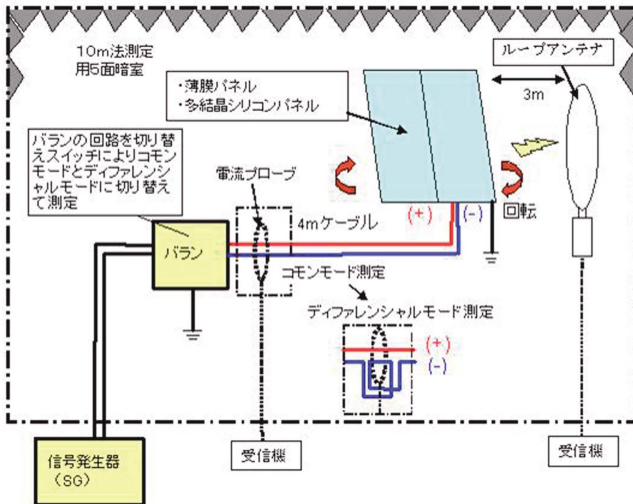 10m法測定
用5面暗室
・薄膜パネル
・多結晶シリコンパネル
ループアンテナ
3m
バランの回路を切り替
えスイッチによりコモン
モードとディファレンシ
ャルモードに切り替え
て測定
電流プローブ
回転
(+)
(-)
4mケーブル
バラン
コモンモード測定
ディファレンシャルモード測定
(+)
(-)
信号発生器
(SG)
受信機
受信機